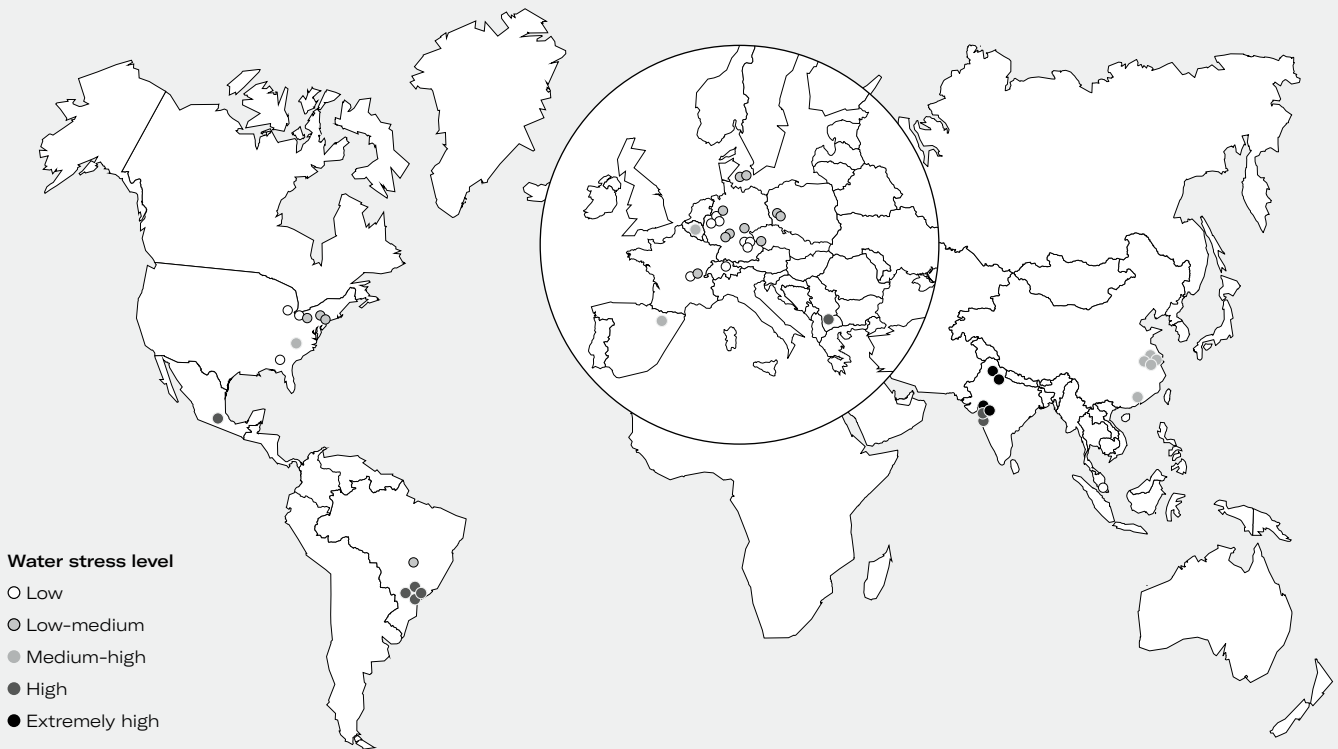 Water stress level
Low
Low-medium
Medium-high
High
Extremely high